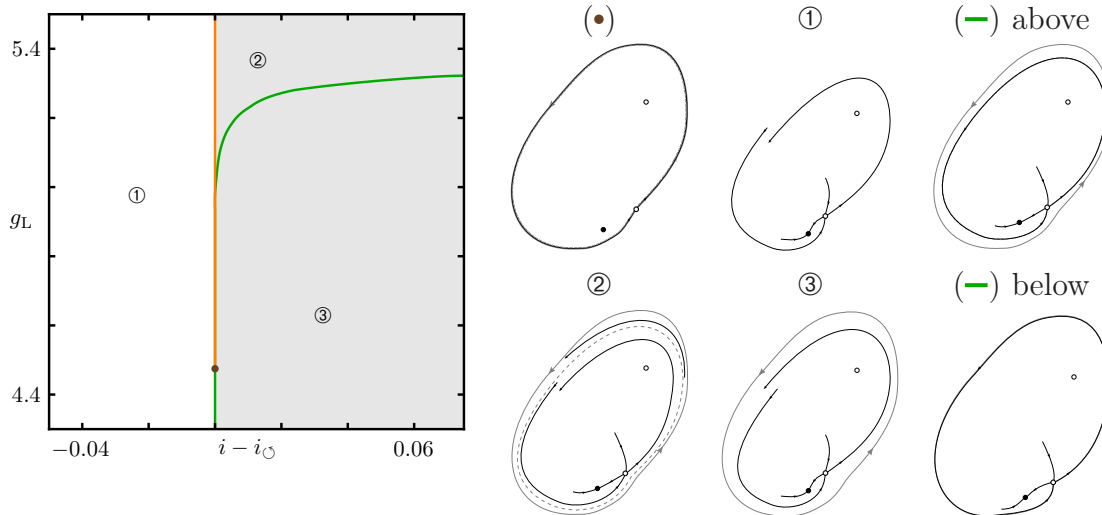 5.4
g_L
4.4
−0.04
i − i_↺
0.06
①
②
③
(•)
①
(−) above
②
③
(−) below